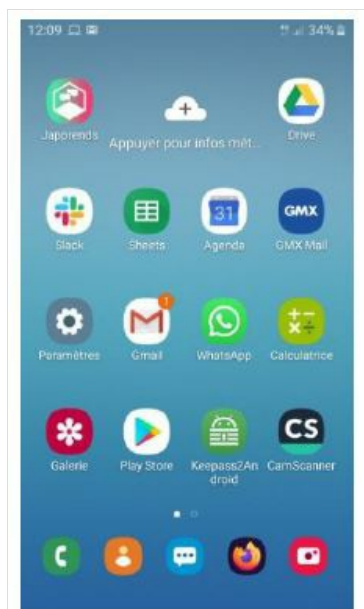 12:09 34%
Japorends Drive
Appuyer pour infos mét...
31 GMX
Slack Sheets Agenda GMX Mail
1
Paramètres Gmail WhatsApp Calculatrice
CS
Galerie Play Store Keepass2An CamScanner
droid